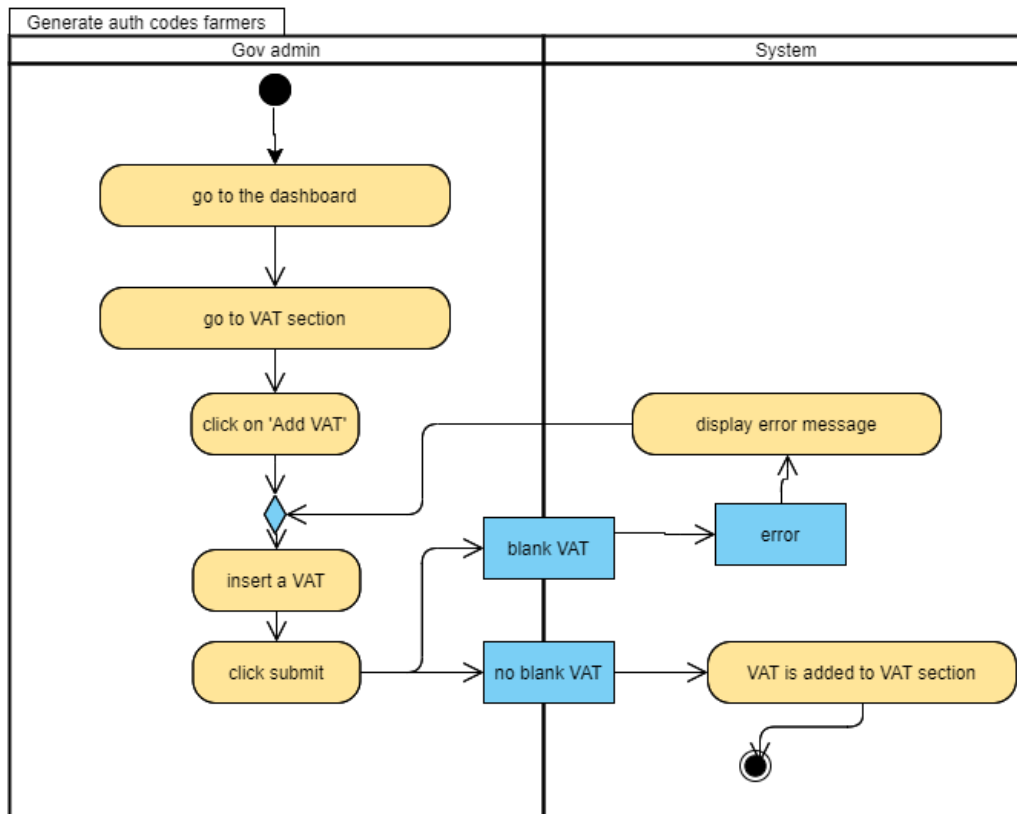 Generate auth codes farmers
Gov admin
System
go to the dashboard
go to VAT section
click on 'Add VAT'
display error message
blank VAT
error
insert a VAT
click submit
no blank VAT
VAT is added to VAT section